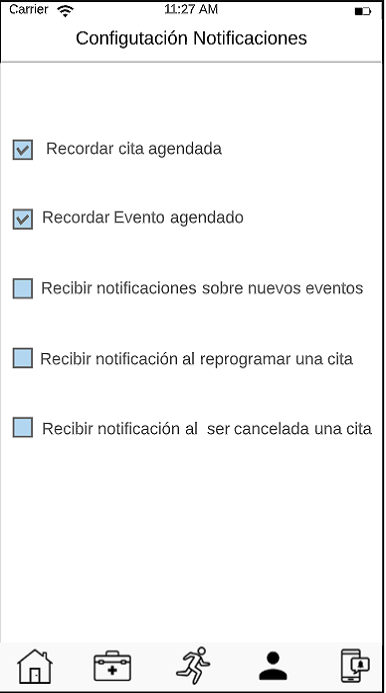 Carrier 11:27 AM
Configutación Notificaciones
Recordar cita agendada
Recordar Evento agendado
Recibir notificaciones sobre nuevos eventos
Recibir notificación al reprogramar una cita
Recibir notificación al  ser cancelada una cita